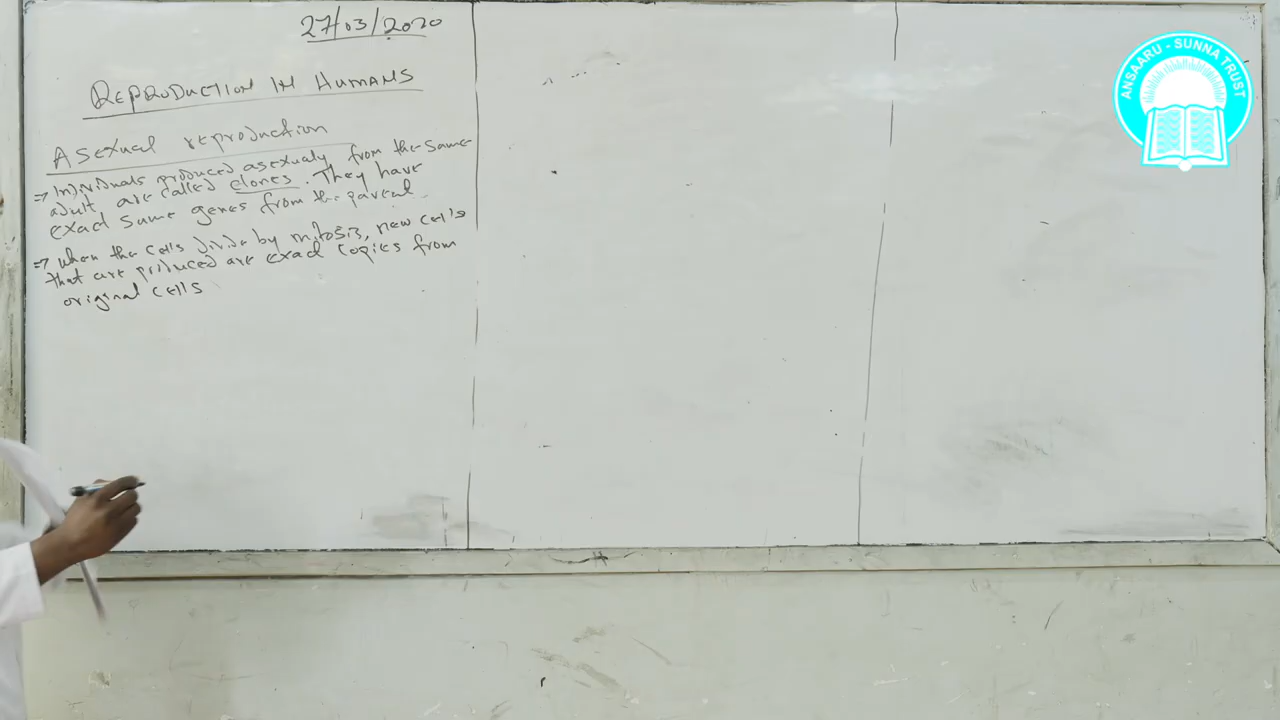 27/03/2020
REPRODUCTION IN HUMANS
Asexual reproduction
⇒ Individuals produced asexualy from the same
adult are called clones. They have
exact same genes from the parent.
⇒ When the cells divide by mitosis, new cells
that are produced are exact copies from
original cells
ANSAARU - SUNNA TRUST